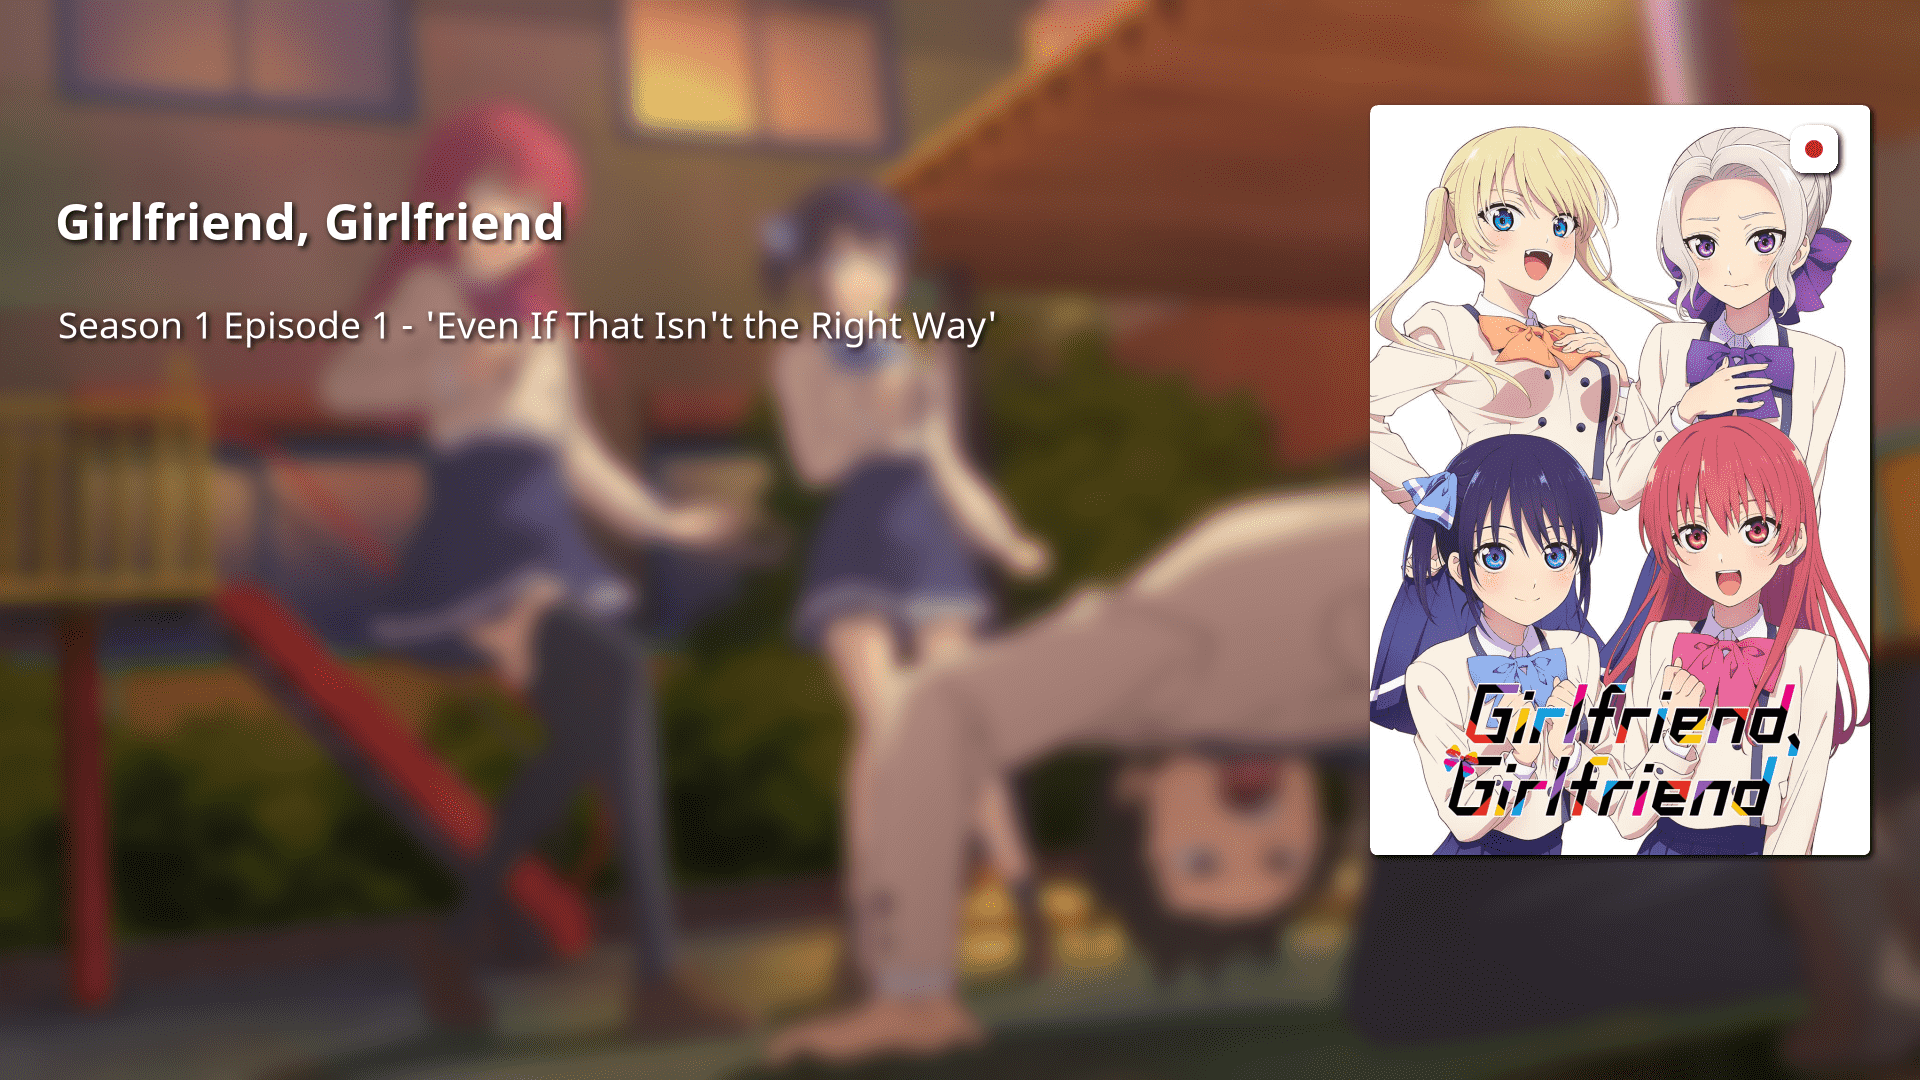 Girlfriend, Girlfriend
Season 1 Episode 1 - 'Even If That Isn't the Right Way'
Girlfriend,
Girlfriend